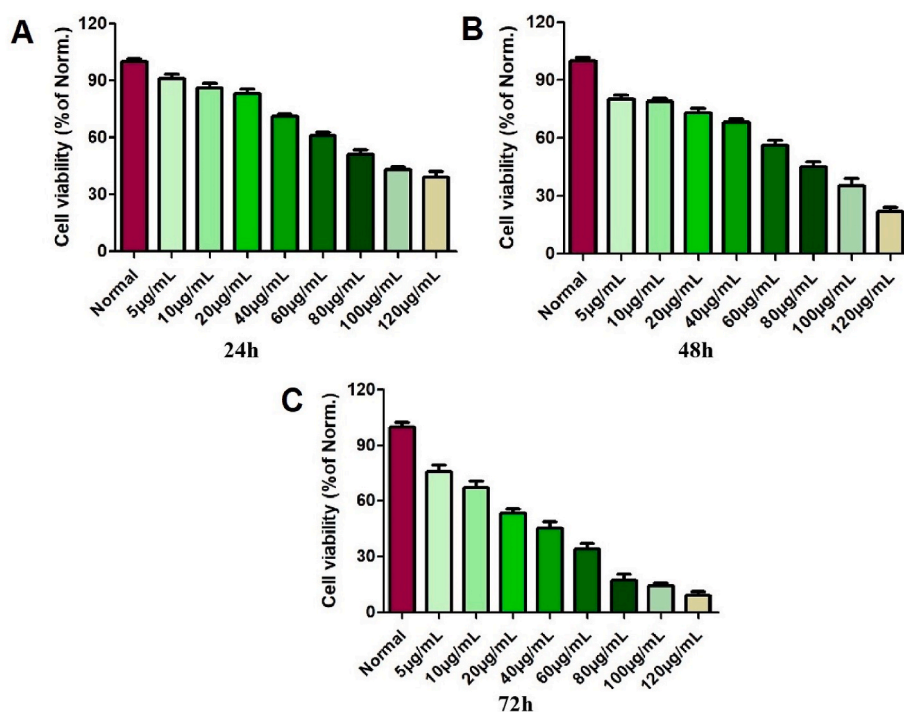 A
Cell viability (%of Norm.)
120
90
60
30
0
Normal
5µg/mL
10µg/mL
20µg/mL
40µg/mL
60µg/mL
80µg/mL
100µg/mL
120µg/mL
24h
B
Cell viability (%of Norm.)
120
90
60
30
0
Normal
5µg/mL
10µg/mL
20µg/mL
40µg/mL
60µg/mL
80µg/mL
100µg/mL
120µg/mL
48h
C
Cell viability (%of Norm.)
120
90
60
30
0
Normal
5µg/mL
10µg/mL
20µg/mL
40µg/mL
60µg/mL
80µg/mL
100µg/mL
120µg/mL
72h